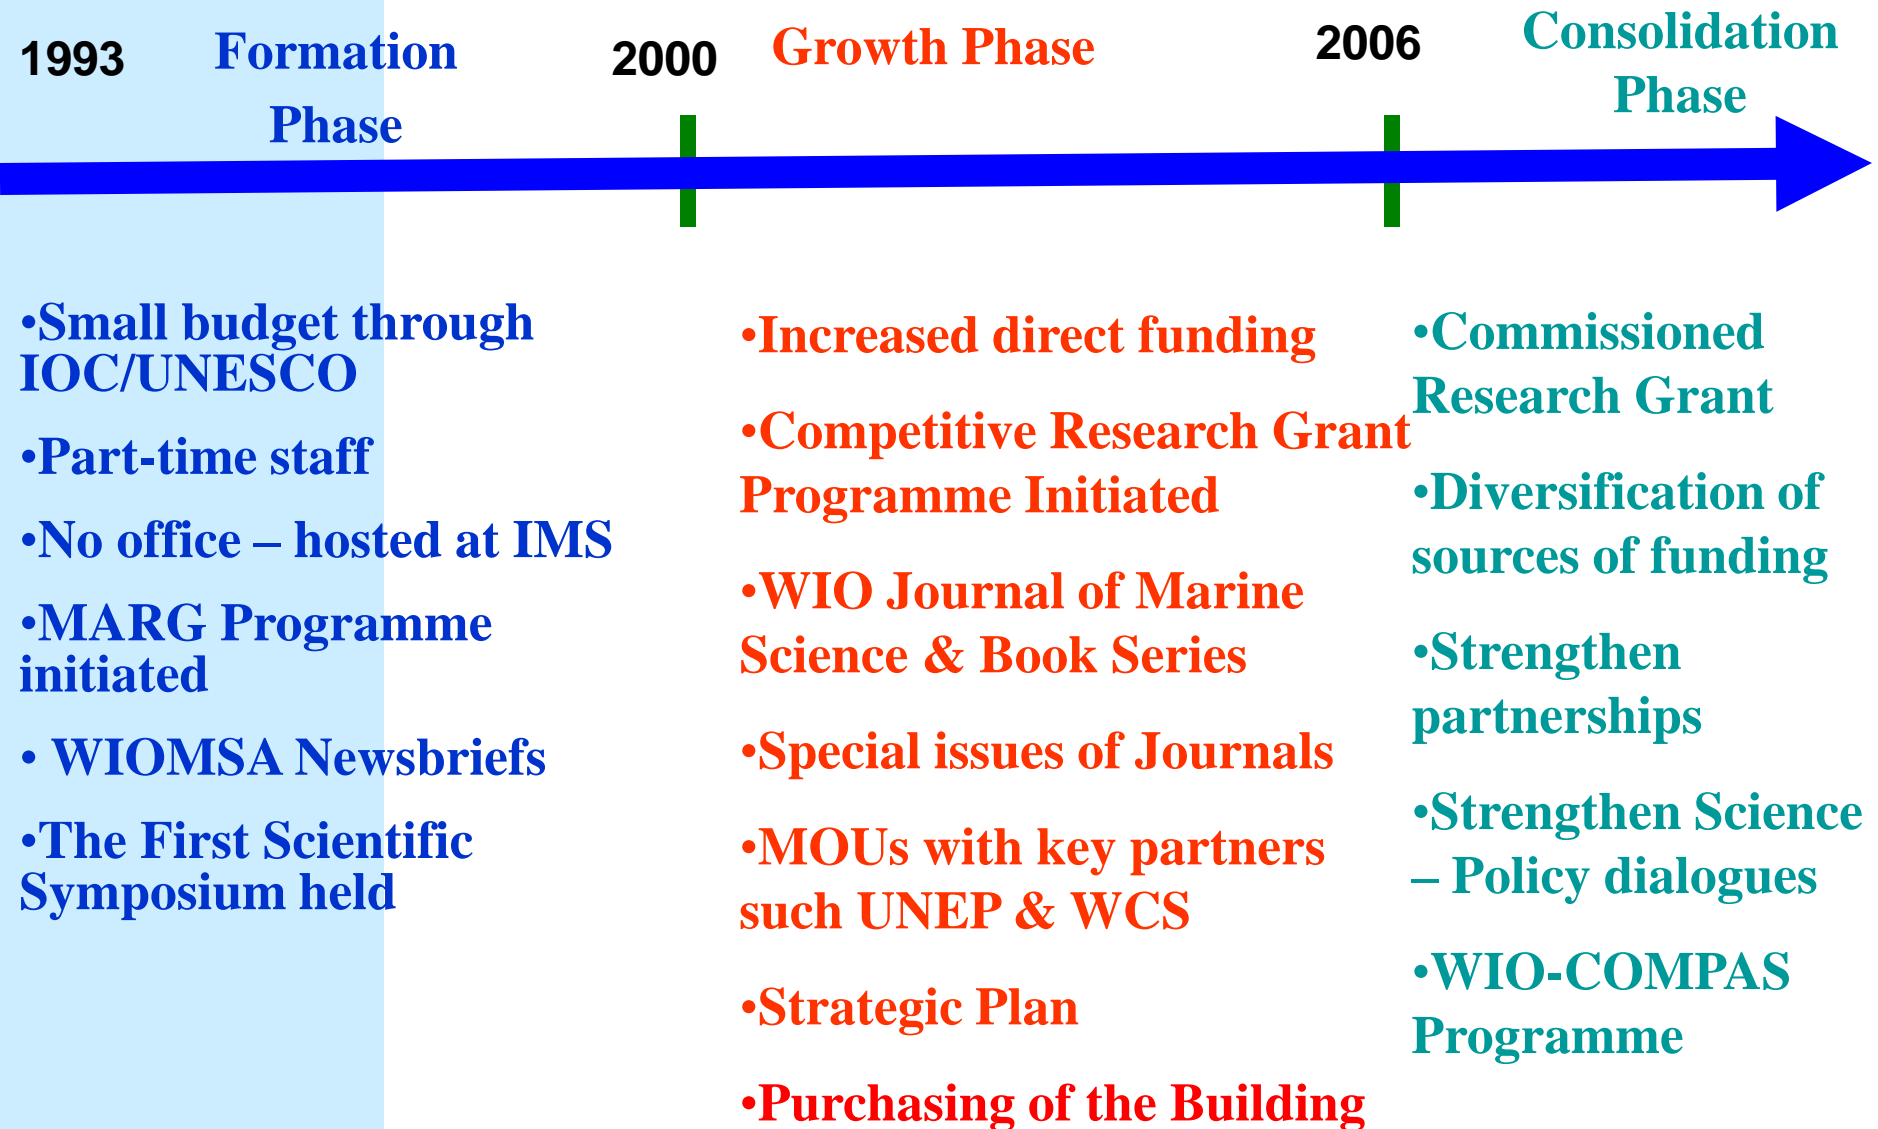 1993
Formation
Phase
2000
Growth Phase
2006
Consolidation
Phase
•Small budget through
IOC/UNESCO
•Part-time staff
•No office – hosted at IMS
•MARG Programme
initiated
• WIOMSA Newsbriefs
•The First Scientific
Symposium held
•Increased direct funding
•Competitive Research Grant
Programme Initiated
•WIO Journal of Marine
Science & Book Series
•Special issues of Journals
•MOUs with key partners
such UNEP & WCS
•Strategic Plan
•Purchasing of the Building
•Commissioned
Research Grant
•Diversification of
sources of funding
•Strengthen
partnerships
•Strengthen Science
– Policy dialogues
•WIO-COMPAS
Programme